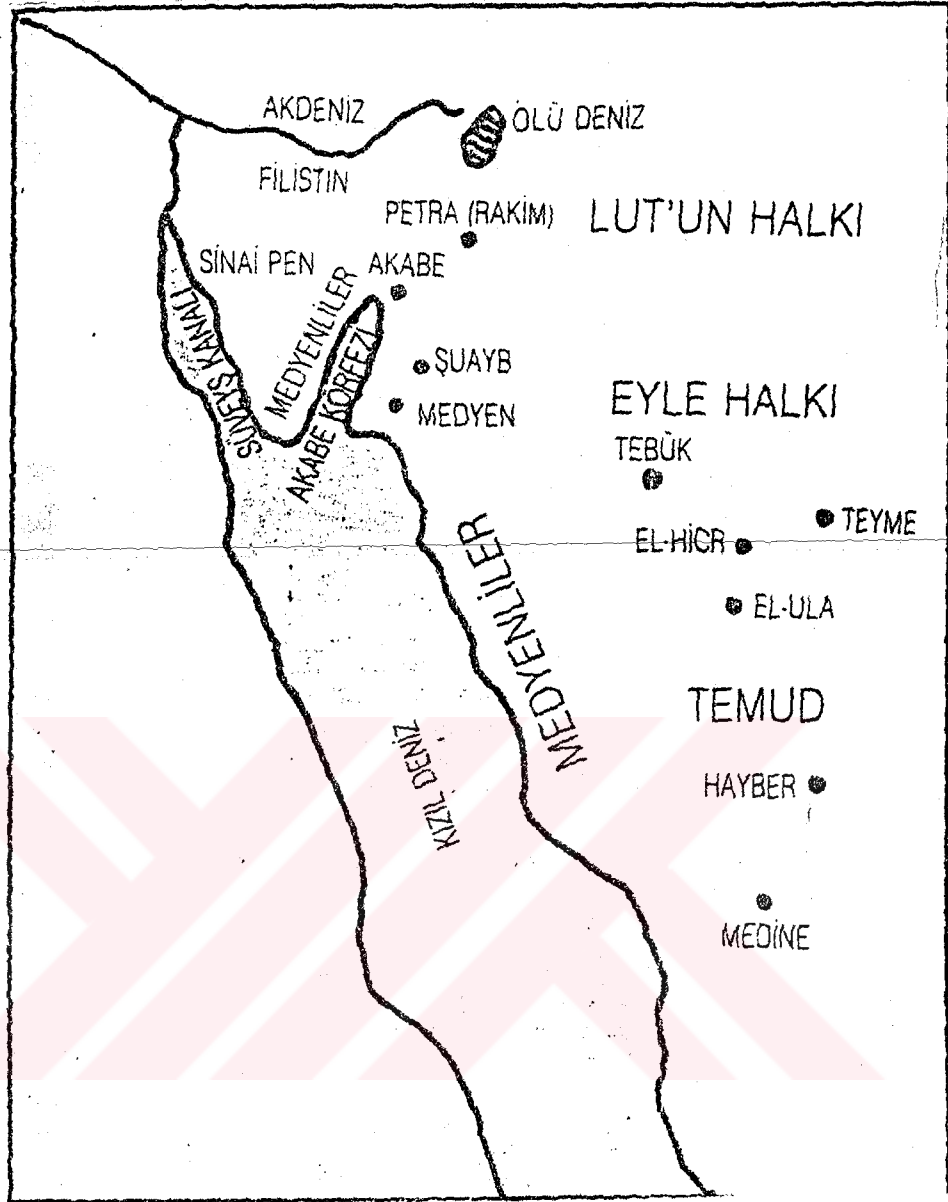 AKDENİZ
ÖLÜ DENİZ
FİLİSTİN
PETRA (RAKİM)
LUT'UN HALKI
SİNAİ PEN
AKABE
MEDYENLİLER
SÜVEYŞ KANALI
AKABE KÖRFEZİ
ŞUAYB
MEDYEN
EYLE HALKI
TEBÜK
TEYME
EL-HİCR
EL-ULA
MEDYENLİLER
TEMUD
KIZIL DENİZ
HAYBER
MEDİNE